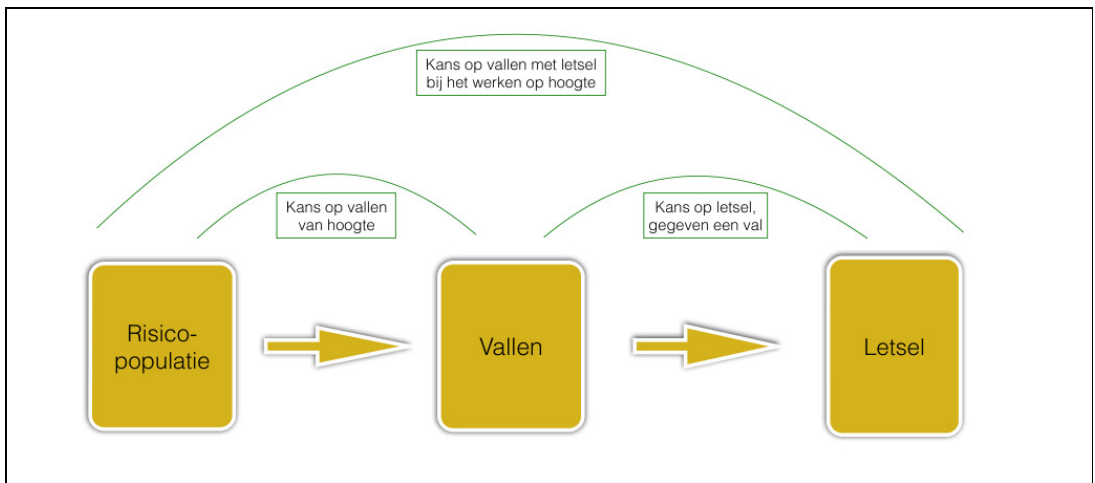 Kans op vallen met letsel
bij het werken op hoogte
Kans op vallen
van hoogte
Kans op letsel,
gegeven een val
Risico-
populatie
Vallen
Letsel